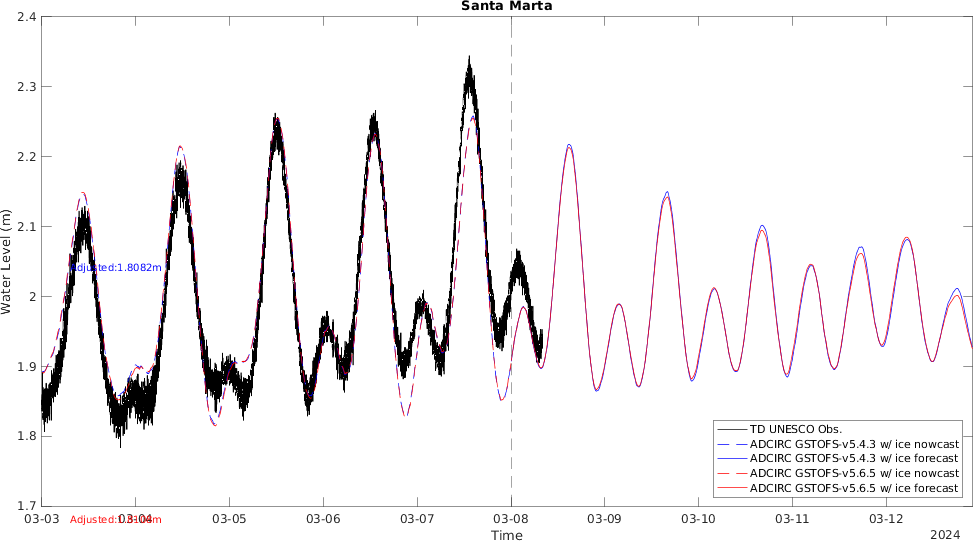 Santa Marta
2.4
2.3
2.2
2.1
2
1.9
1.8
1.7
Water Level (m)
Adjusted:1.8082m
TD UNESCO Obs.
ADCIRC GSTOFS-v5.4.3 w/ ice nowcast
ADCIRC GSTOFS-v5.4.3 w/ ice forecast
ADCIRC GSTOFS-v5.6.5 w/ ice nowcast
ADCIRC GSTOFS-v5.6.5 w/ ice forecast
03-03 03-04 03-05 03-06 03-07 03-08 03-09 03-10 03-11 03-12
Time
2024